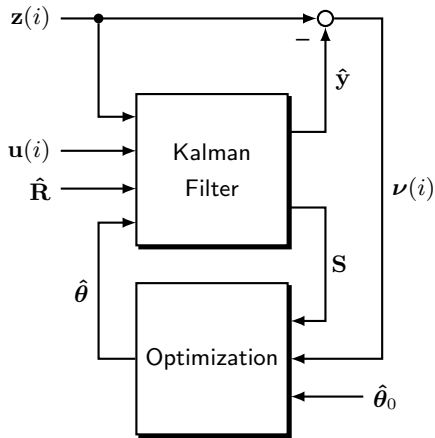 z(i)
−
ŷ
u(i)
Kalman
Filter
R̂
ν(i)
θ̂
S
Optimization
θ̂₀